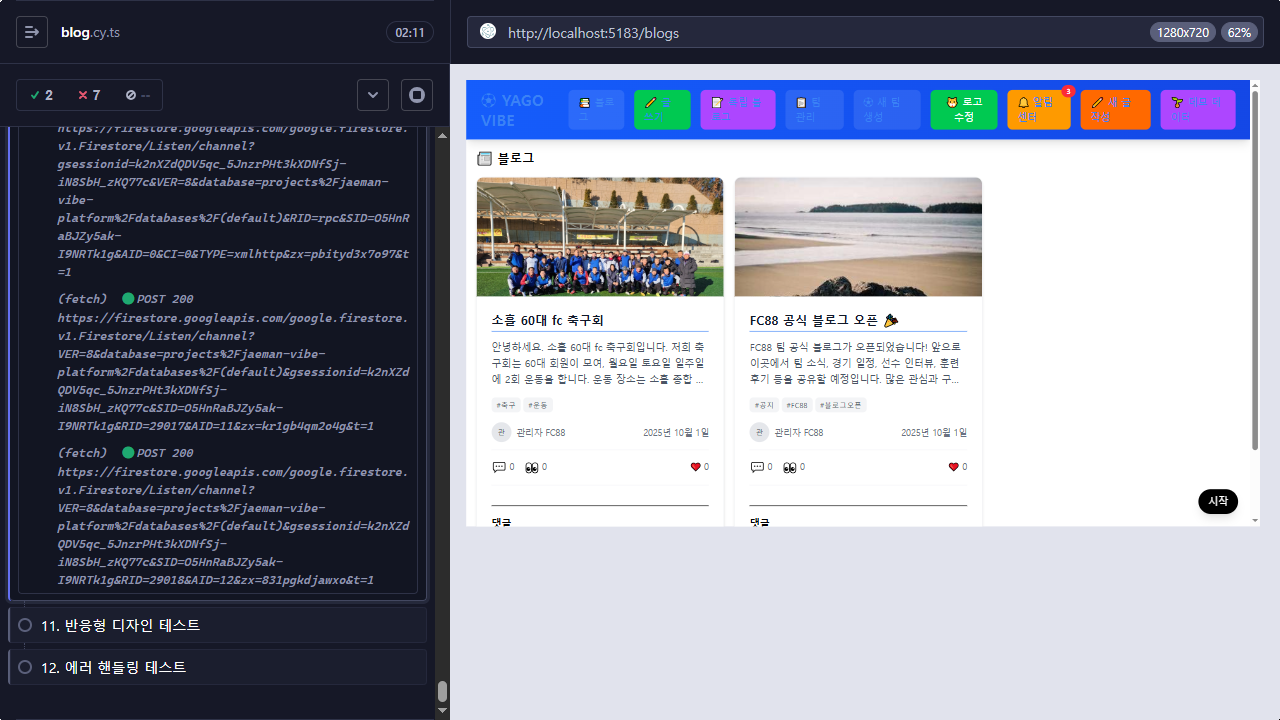 blog.cy.ts
02:11
http://localhost:5183/blogs
1280x720
62%
2
7
--
https://firestore.googleapis.com/google.firestore.
v1.Firestore/Listen/channel?
gsessionid=k2nXZdQDV5qc_5JnzrPHt3kXDNfSj-
iN8SbH_zKQ77c&VER=8&database=projects%2Fjaeman-
vibe-
platform%2Fdatabases%2F(default)&RID=rpc&SID=O5HnR
aBJZy5ak-
I9NRTk1g&AID=0&CI=0&TYPE=xmlhttp&zx=pbityd3x7o97&t
=1
(fetch) POST 200
https://firestore.googleapis.com/google.firestore.
v1.Firestore/Listen/channel?
VER=8&database=projects%2Fjaeman-vibe-
platform%2Fdatabases%2F(default)&gsessionid=k2nXZd
QDV5qc_5JnzrPHt3kXDNfSj-
iN8SbH_zKQ77c&SID=O5HnRaBJZy5ak-
I9NRTk1g&RID=29017&AID=11&zx=kr1gb4qm2o4g&t=1
(fetch) POST 200
https://firestore.googleapis.com/google.firestore.
v1.Firestore/Listen/channel?
VER=8&database=projects%2Fjaeman-vibe-
platform%2Fdatabases%2F(default)&gsessionid=k2nXZd
QDV5qc_5JnzrPHt3kXDNfSj-
iN8SbH_zKQ77c&SID=O5HnRaBJZy5ak-
I9NRTk1g&RID=29018&AID=12&zx=831pgkdjawxo&t=1
11. 반응형 디자인 테스트
12. 에러 핸들링 테스트
YAGO
VIBE
블로
그
팀
관리
새 팀
생성
로고
수정
3
알림
센터
새 글
작성
블로그
소흘 60대 fc 축구회
안녕하세요. 소흘 60대 fc 축구회입니다. 저희 축
구회는 60대 회원이 모여, 월요일 토요일 일주일
에 2회 운동을 합니다. 운동 장소는 소흘 종합 ...
#축구 #운동
관 관리자 FC88 2025년 10월 1일
0 0 0
댓글
FC88 공식 블로그 오픈
FC88 팀 공식 블로그가 오픈되었습니다! 앞으로
이곳에서 팀 소식, 경기 일정, 선수 인터뷰, 훈련
후기 등을 공유할 예정입니다. 많은 관심과 구...
#공지 #FC88 #블로그오픈
관 관리자 FC88 2025년 10월 1일
0 0 0
댓글
시작